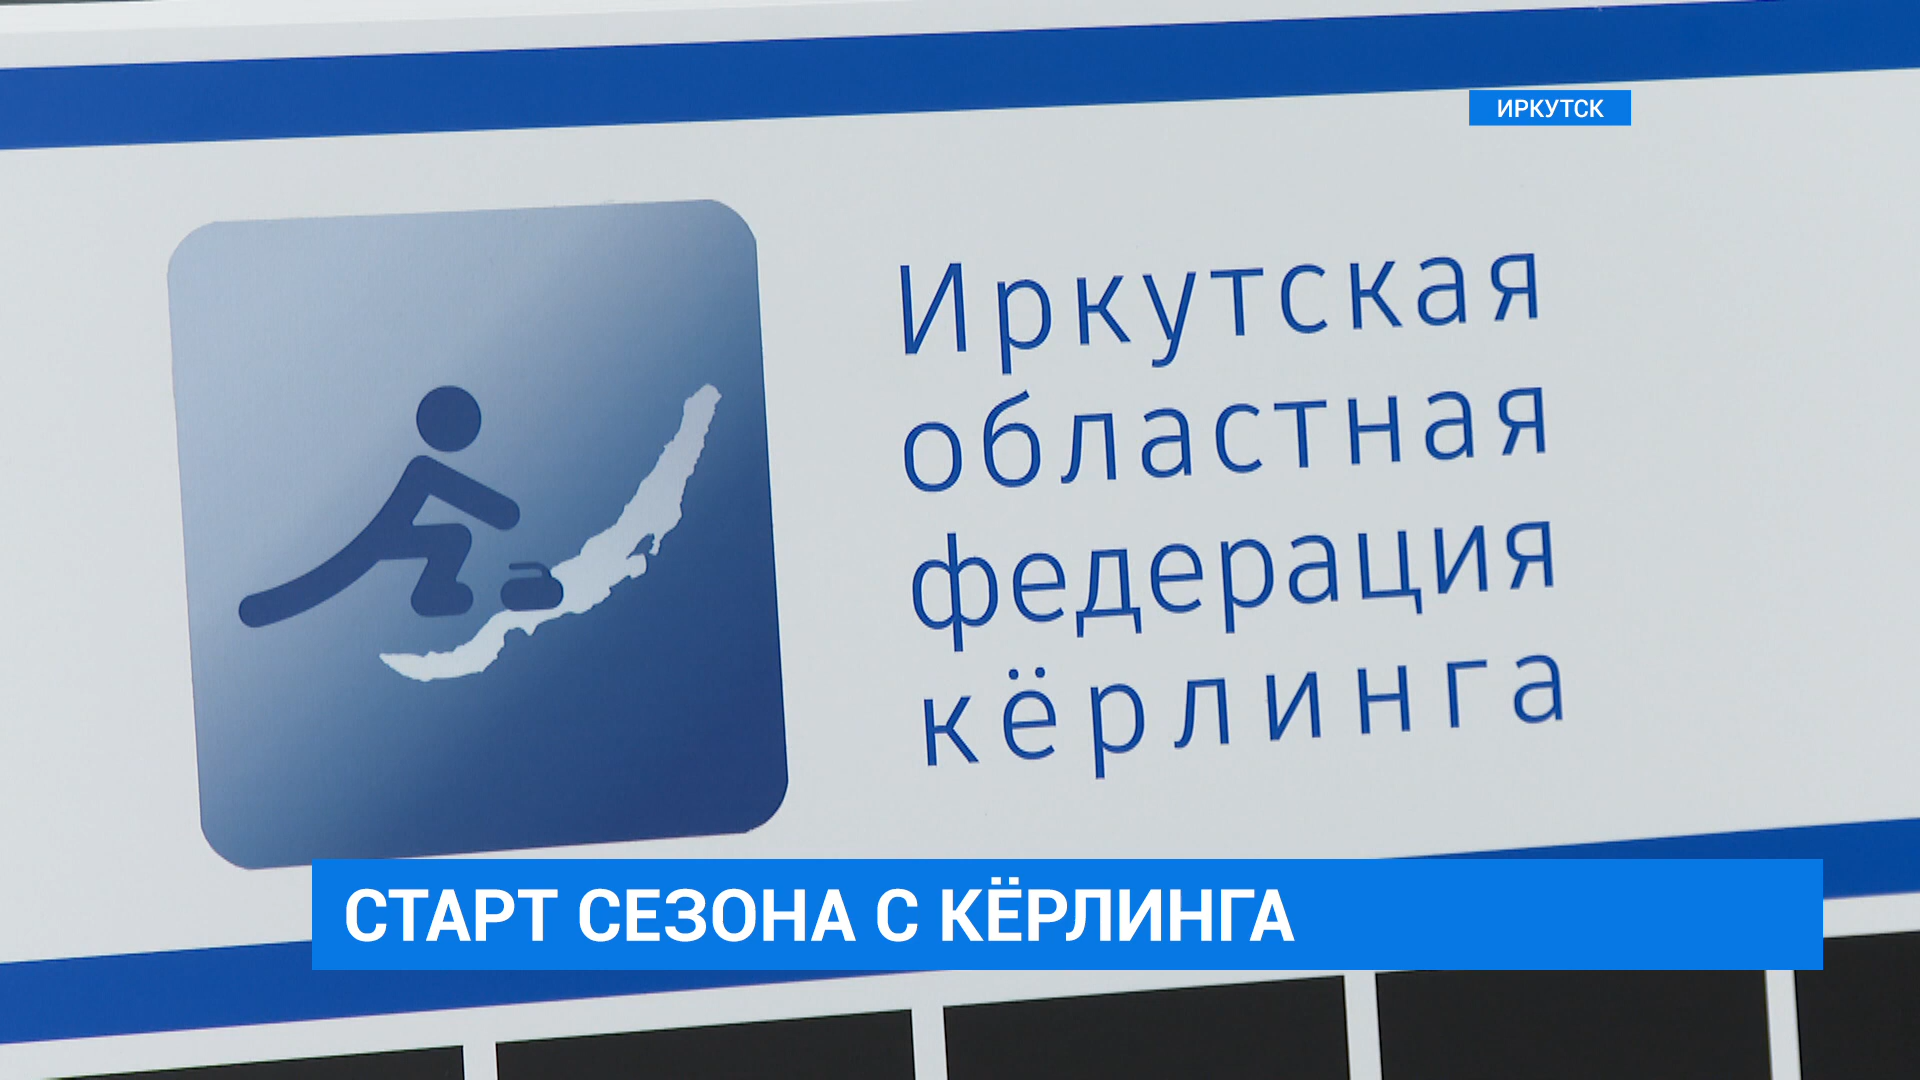 ИРКУТСК
Иркутская
областная
федерация
кёрлинга
СТАРТ СЕЗОНА С КЁРЛИНГА